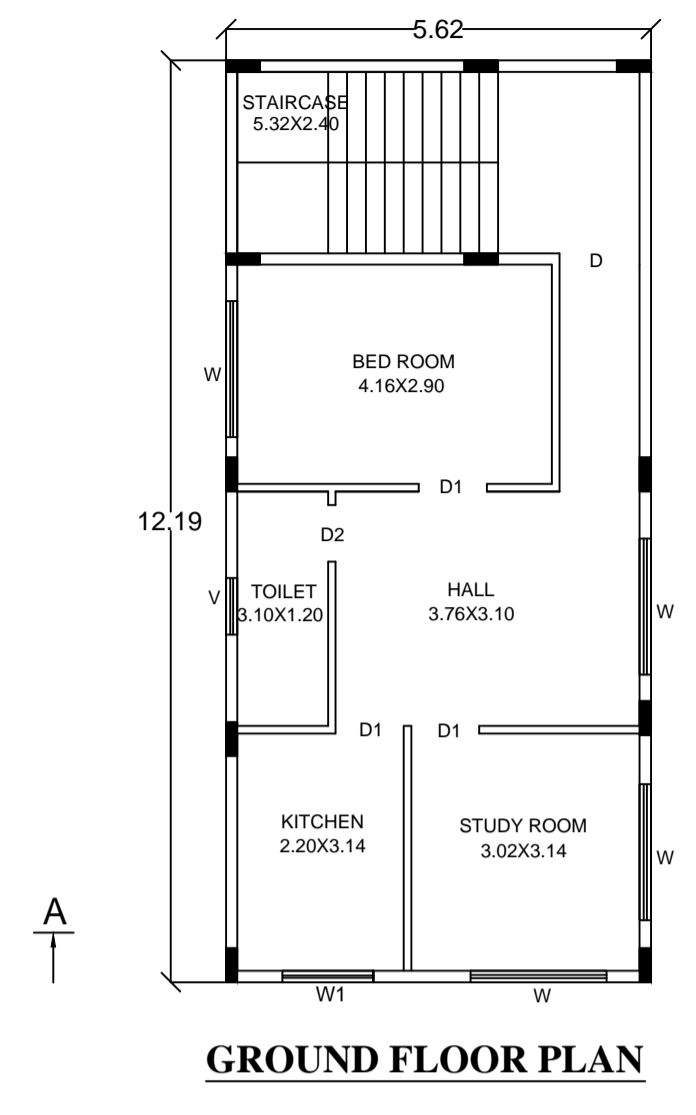 5.62
STAIRCASE
5.32X2.40
D
BED ROOM
4.16X2.90
W
D1
12.19
D2
V
TOILET
3.10X1.20
HALL
3.76X3.10
W
D1
D1
KITCHEN
2.20X3.14
STUDY ROOM
3.02X3.14
W
A
W1
W
GROUND FLOOR PLAN